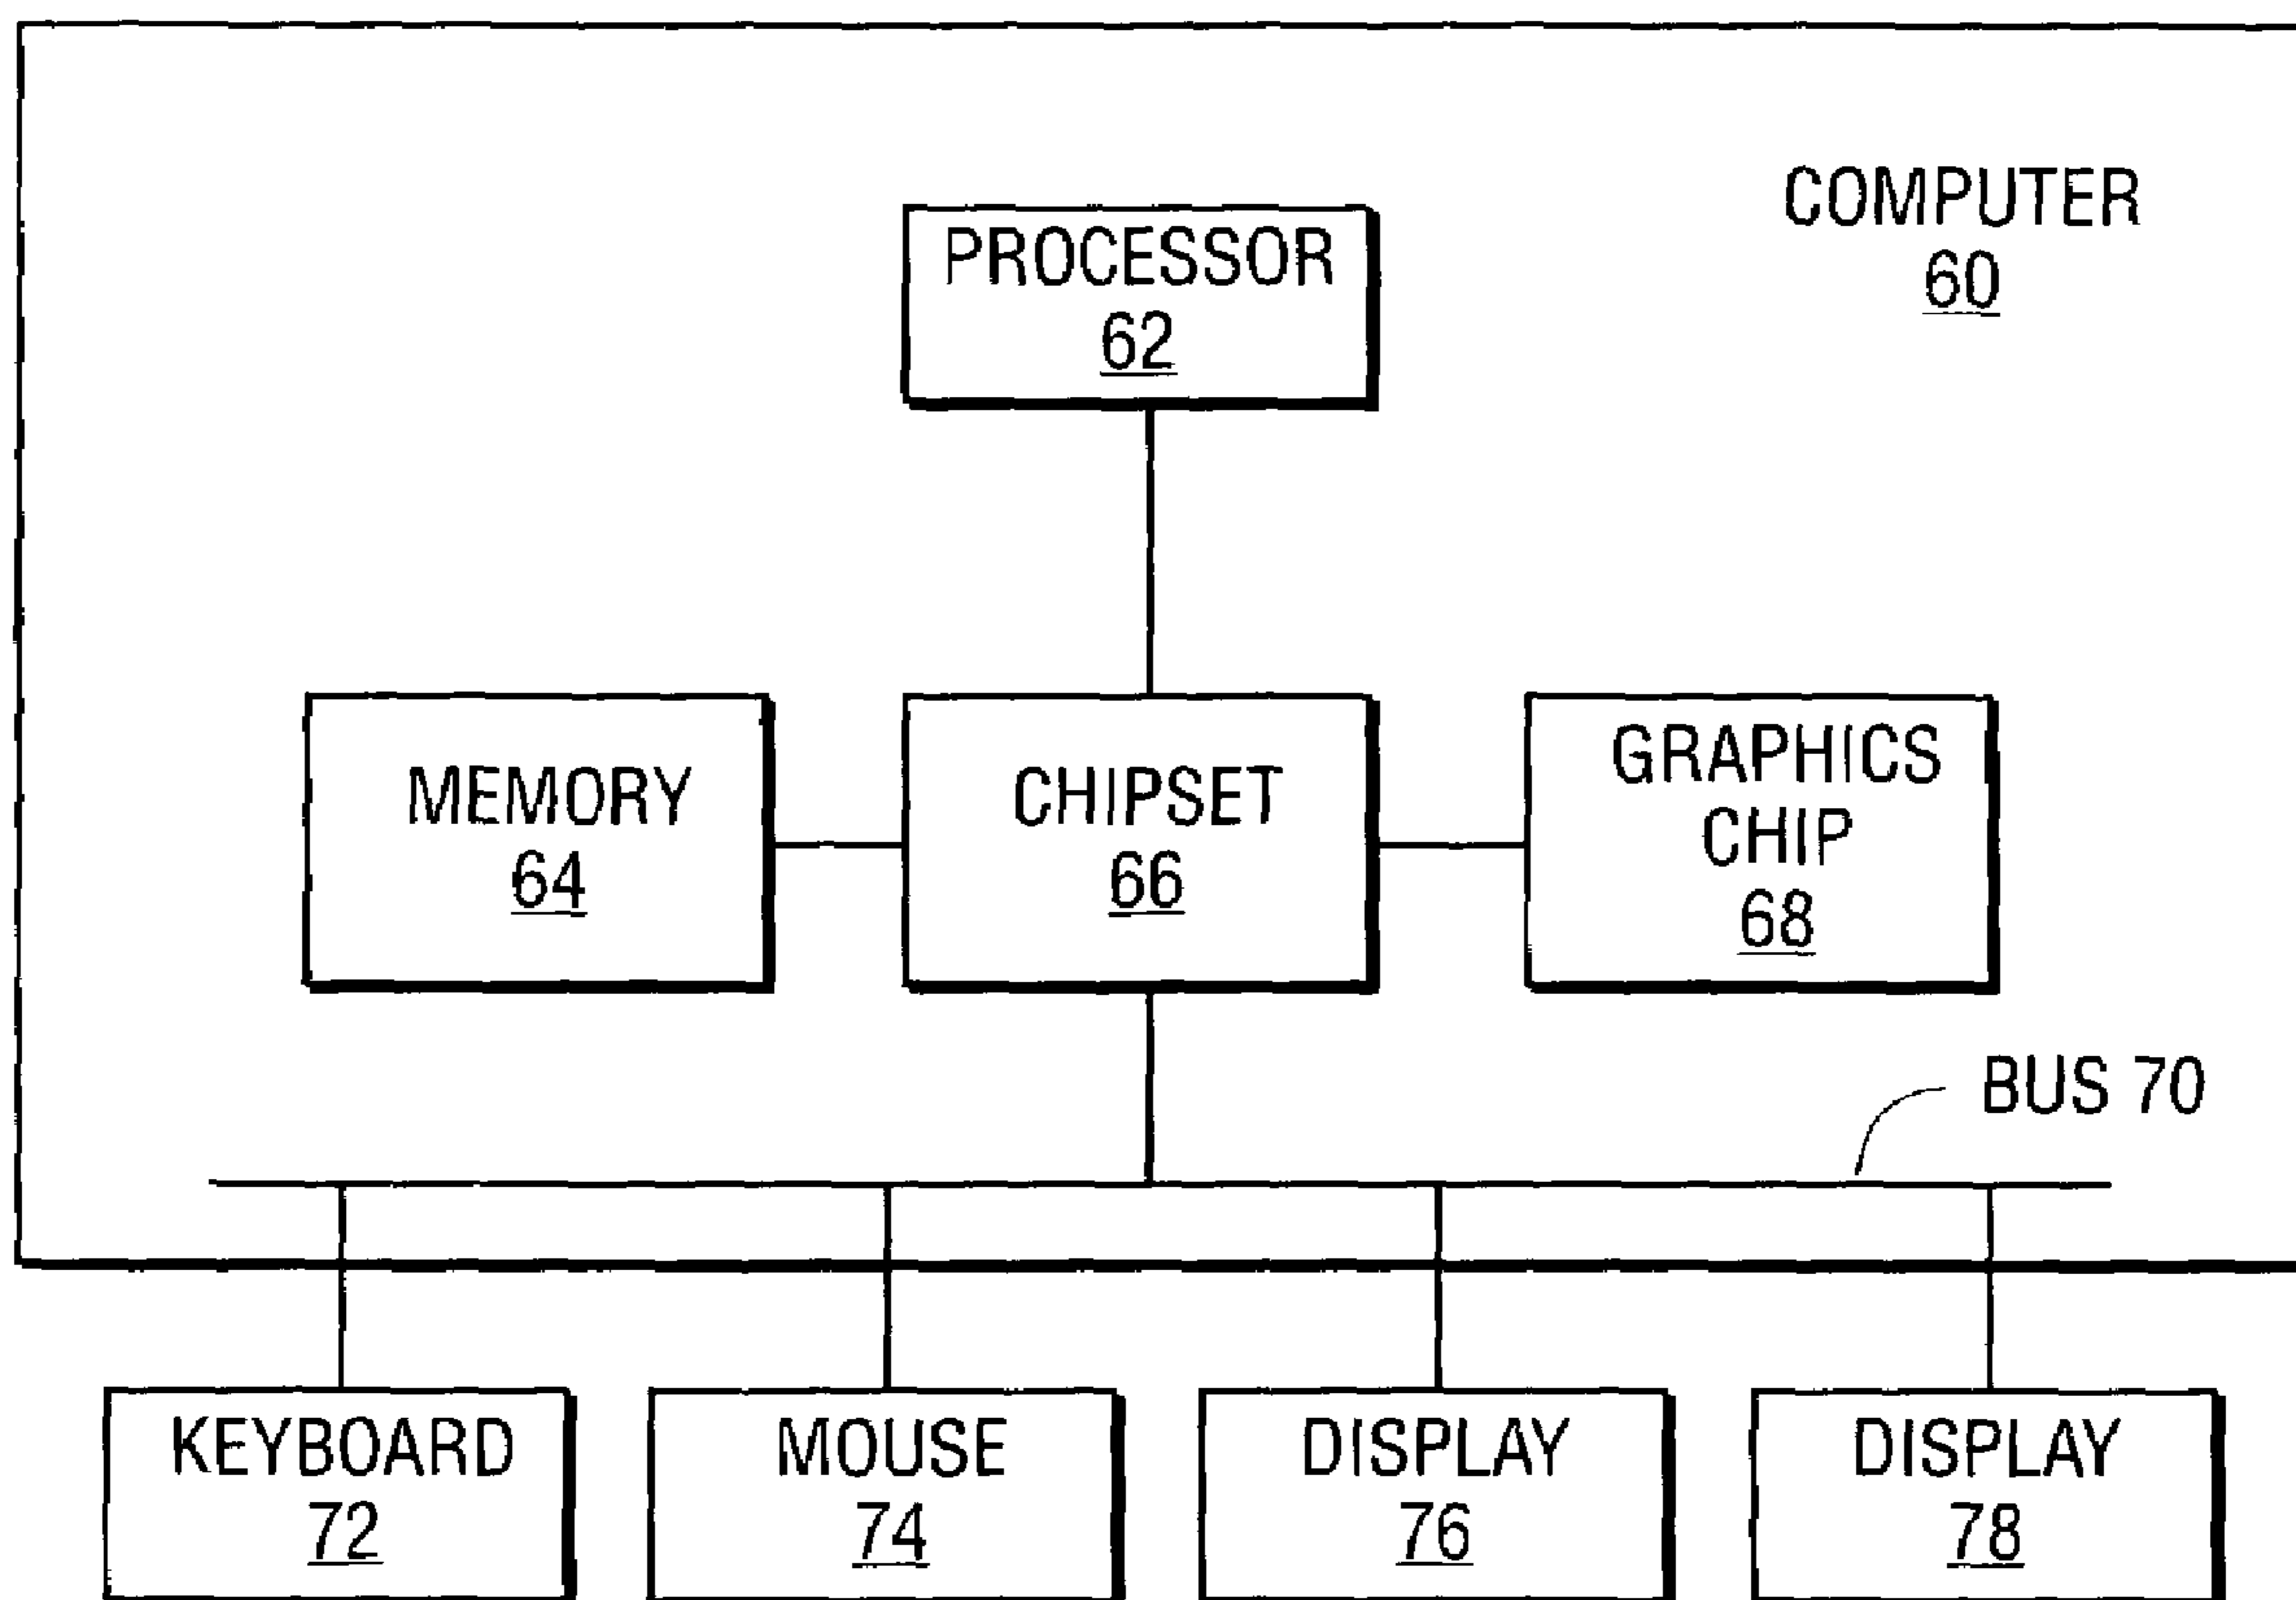 COMPUTER
60
PROCESSOR
62
MEMORY
64
CHIPSET
66
GRAPHICS
CHIP
68
BUS 70
KEYBOARD
72
MOUSE
74
DISPLAY
76
DISPLAY
78